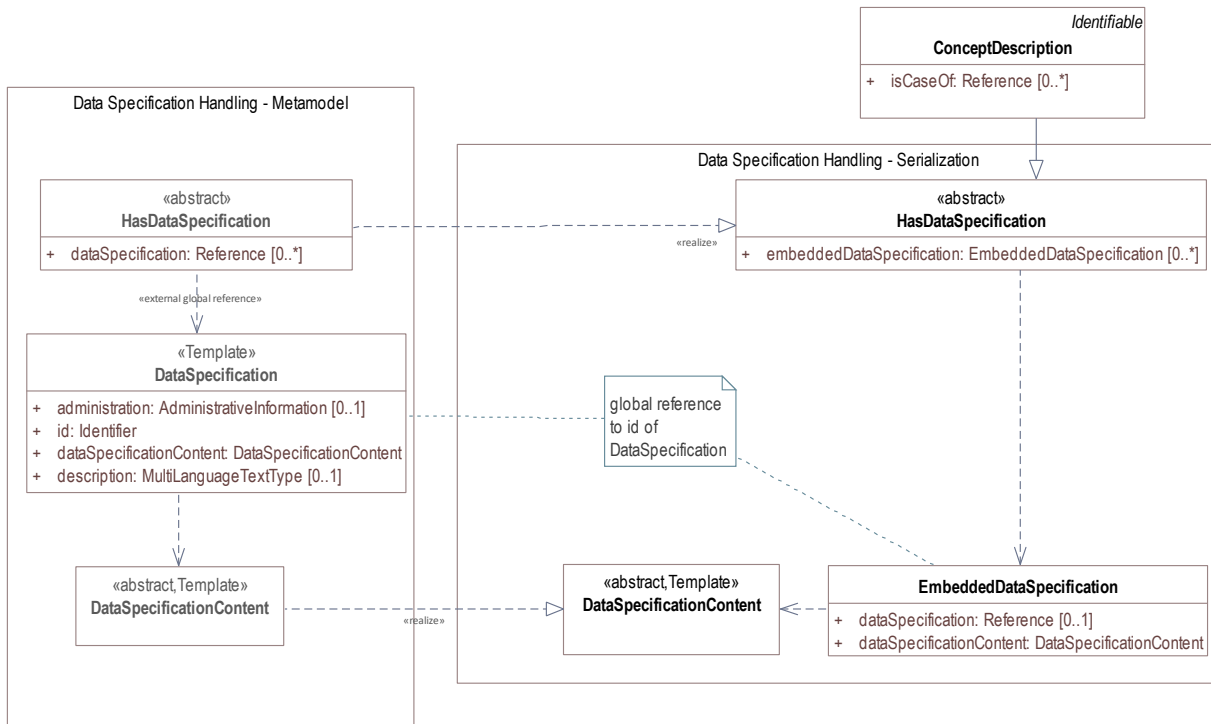 Identifiable
ConceptDescription
+ isCaseOf: Reference [0..*]
Data Specification Handling - Metamodel
«abstract»
HasDataSpecification
+ dataSpecification: Reference [0..*]
«external global reference»
«Template»
DataSpecification
+ administration: AdministrativeInformation [0..1]
+ id: Identifier
+ dataSpecificationContent: DataSpecificationContent
+ description: MultiLanguageTextType [0..1]
«abstract,Template»
DataSpecificationContent
«realize»
«realize»
global reference
to id of
DataSpecification
Data Specification Handling - Serialization
«abstract»
HasDataSpecification
+ embeddedDataSpecification: EmbeddedDataSpecification [0..*]
«abstract,Template»
DataSpecificationContent
EmbeddedDataSpecification
+ dataSpecification: Reference [0..1]
+ dataSpecificationContent: DataSpecificationContent